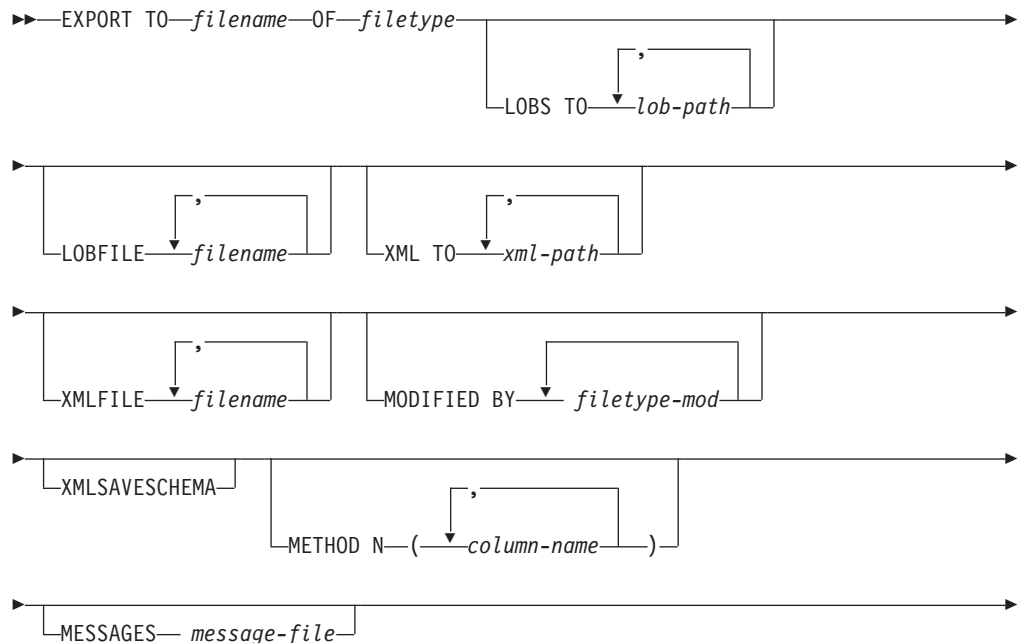 EXPORT TO filename OF filetype
,
LOBS TO lob-path
, ,
LOBFILE filename XML TO xml-path
,
XMLFILE filename MODIFIED BY filetype-mod
XMLSAVESCHEMA
,
METHOD N ( column-name )
MESSAGES message-file